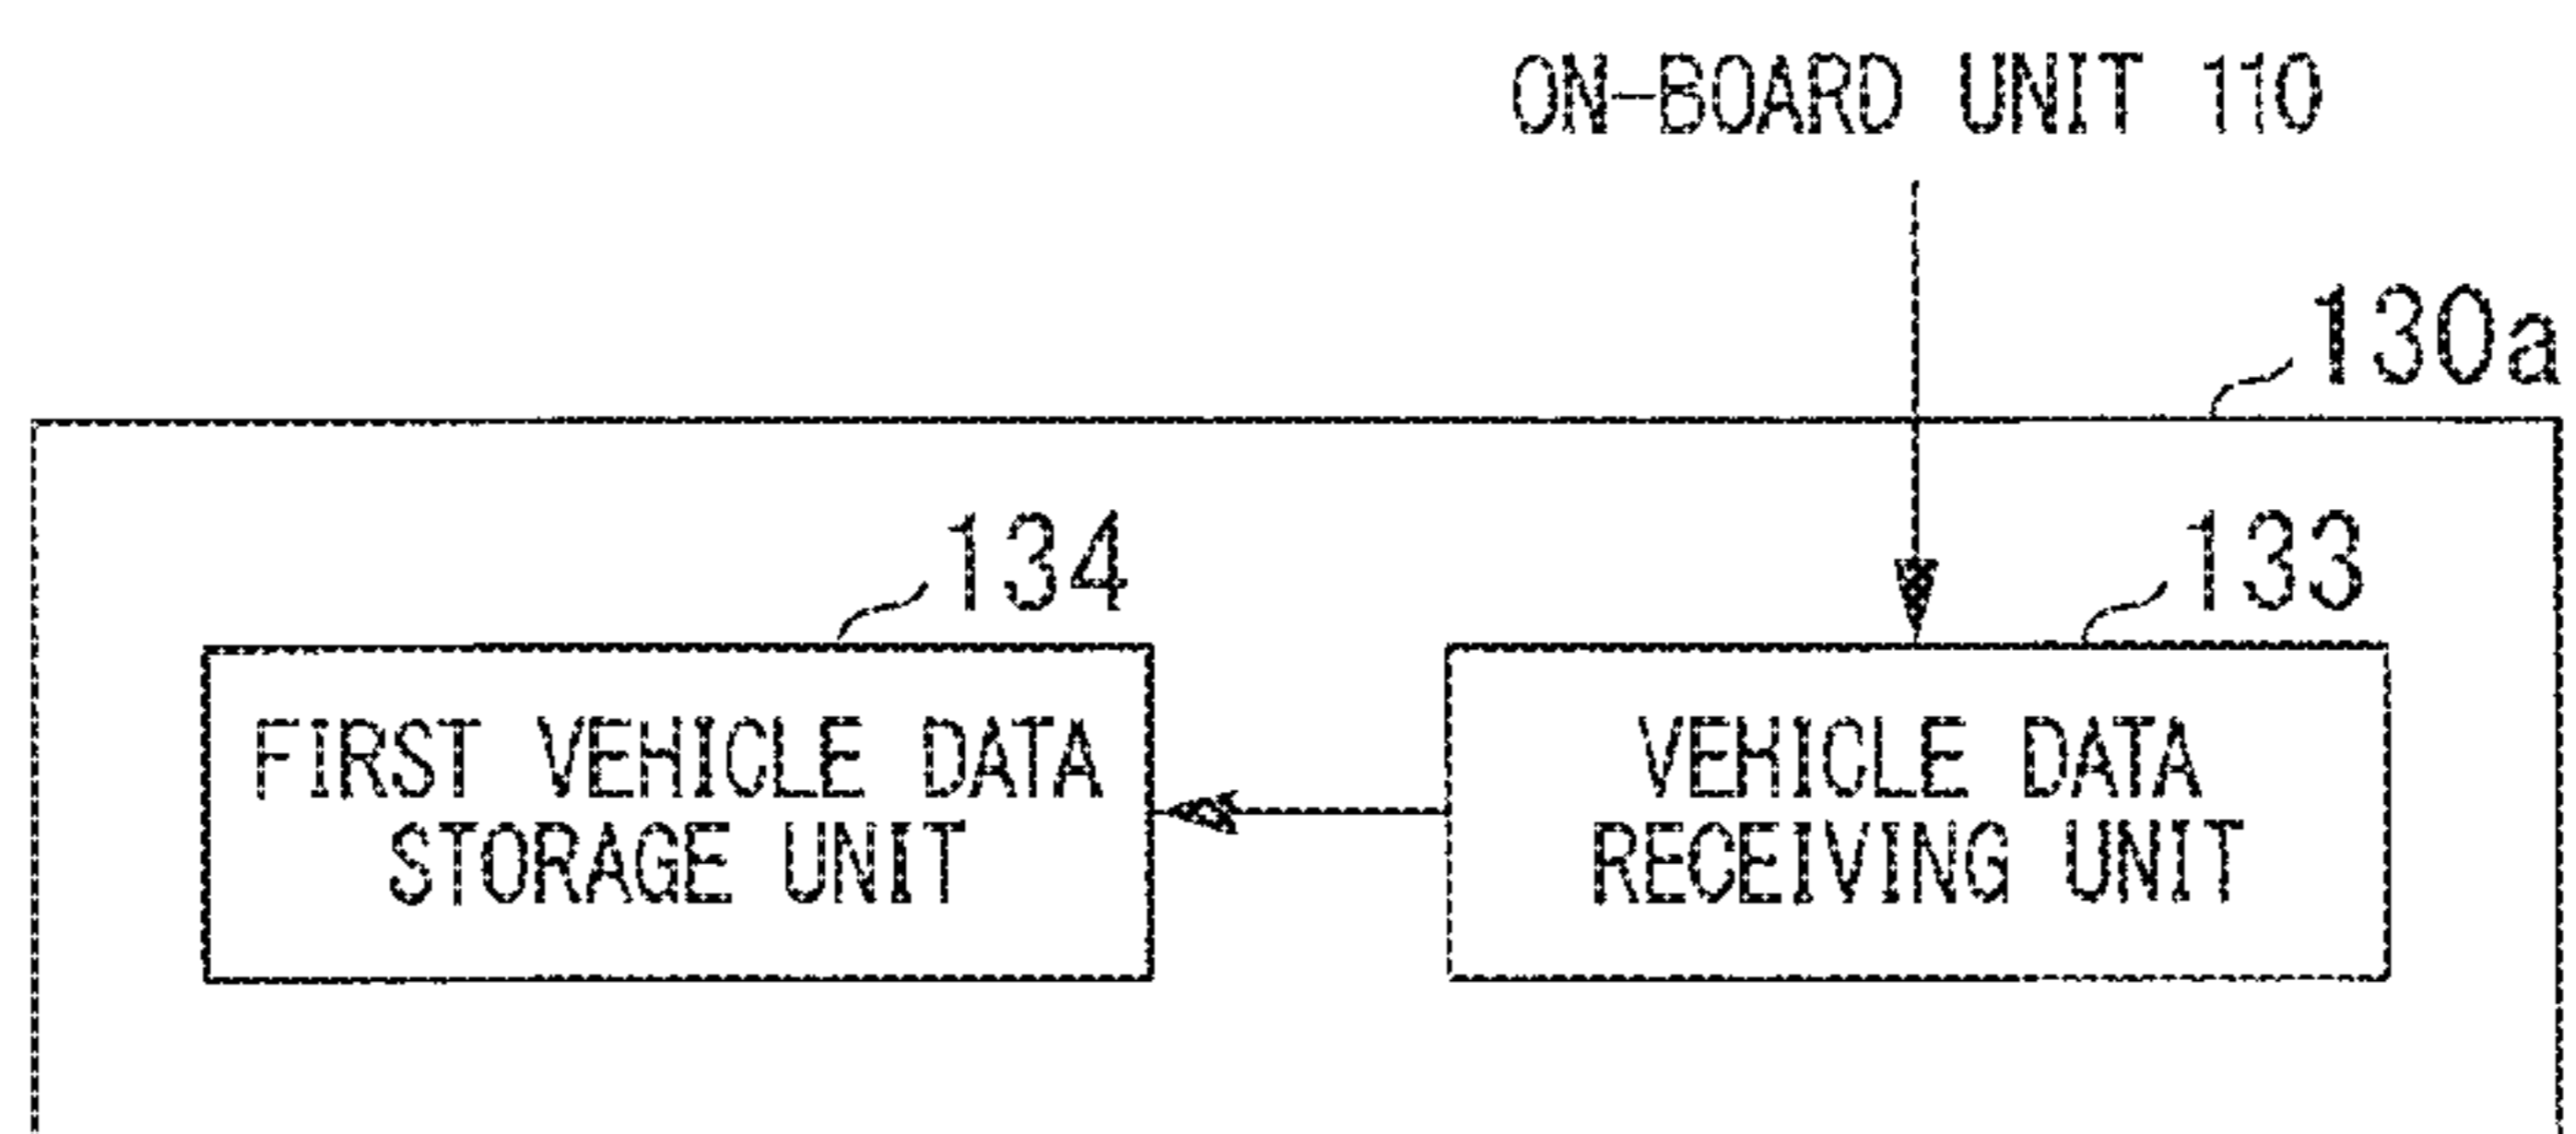 ON-BOARD UNIT 110
130a
134
133
FIRST VEHICLE DATA
STORAGE UNIT
VEHICLE DATA
RECEIVING UNIT